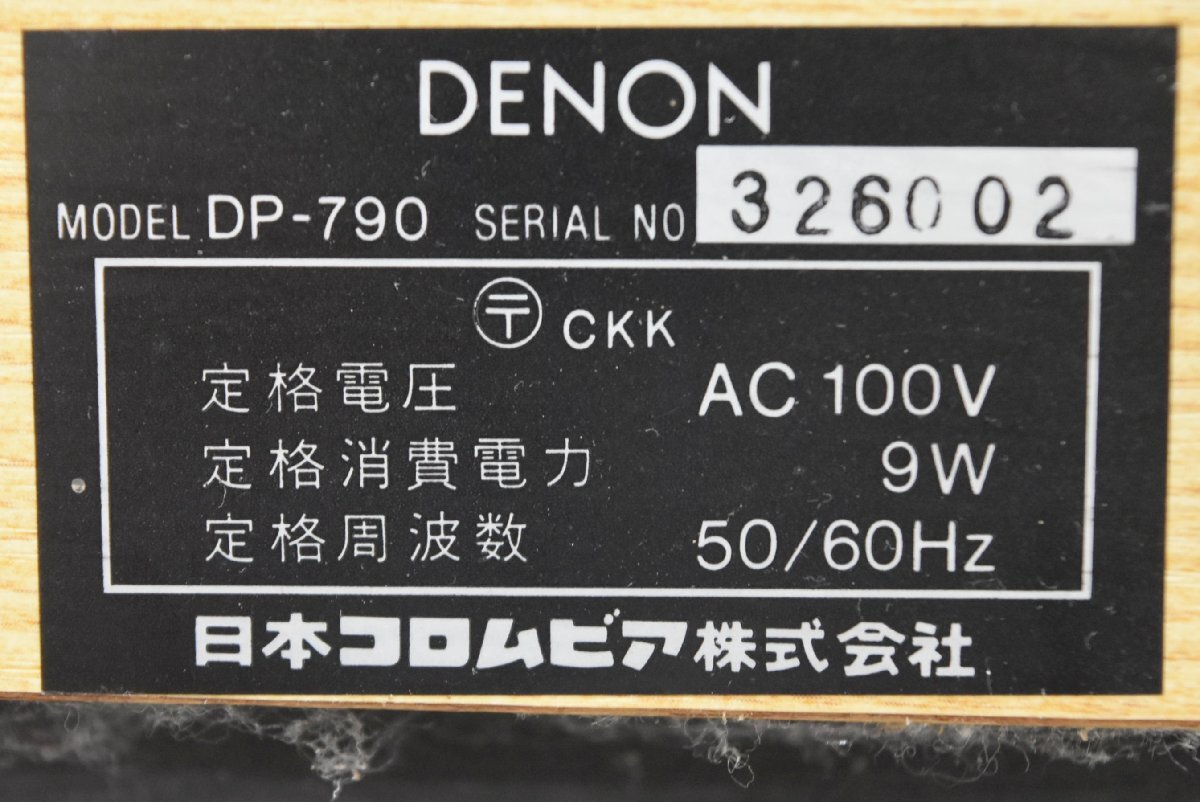 DENON
MODEL DP-790 SERIAL NO 326002
〒 CKK
定格電圧 AC 100V
定格消費電力 9W
定格周波数 50/60Hz
日本コロムビア株式会社